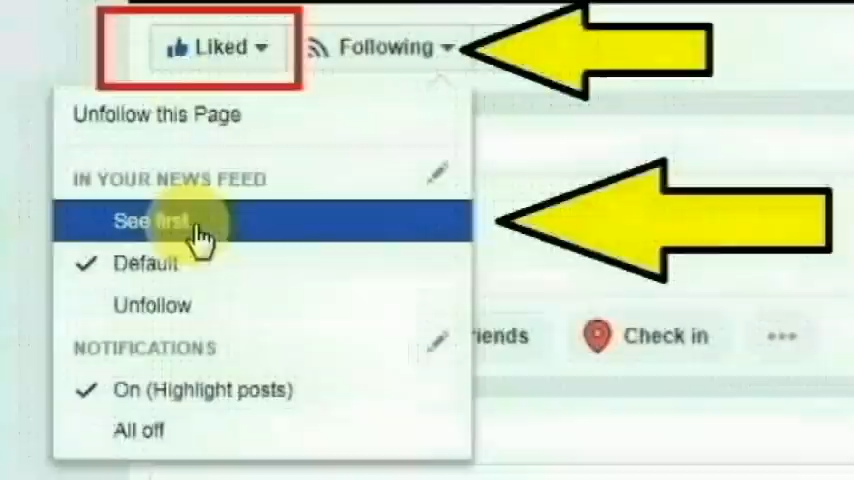 Liked Following
Unfollow this Page
IN YOUR NEWS FEED
See first
Default
Unfollow
riends Check in
NOTIFICATIONS
On (Highlight posts)
All off